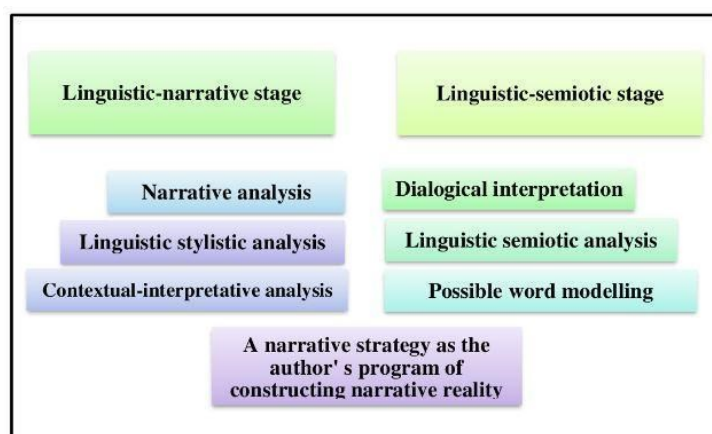 Linguistic-narrative stage
Linguistic-semiotic stage
Narrative analysis
Dialogical interpretation
Linguistic stylistic analysis
Linguistic semiotic analysis
Contextual-interpretative analysis
Possible word modelling
A narrative strategy as the
author' s program of
constructing narrative reality